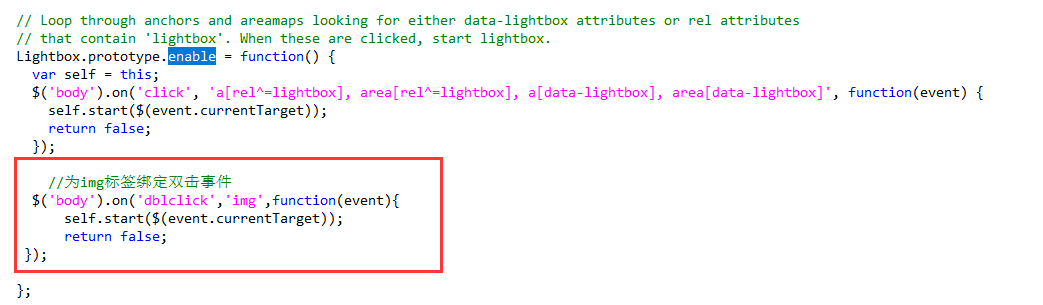 // Loop through anchors and areamaps looking for either data-lightbox attributes or rel attributes
// that contain 'lightbox'. When these are clicked, start lightbox.
Lightbox.prototype.enable = function() {
  var self = this;
  $('body').on('click', 'a[rel^=lightbox], area[rel^=lightbox], a[data-lightbox], area[data-lightbox]', function(event) {
    self.start($(event.currentTarget));
    return false;
  });
    //为img标签绑定双击事件
  $('body').on('dblclick','img',function(event){
      self.start($(event.currentTarget));
      return false;
 });
};